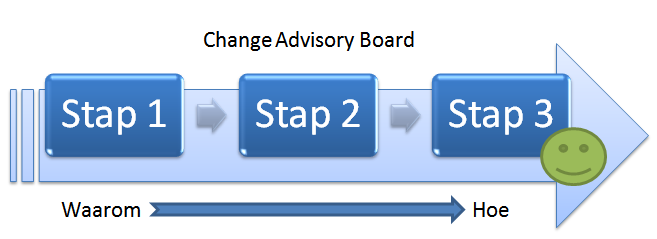 Change Advisory Board
Stap 1
Stap 2
Stap 3
Waarom
Hoe